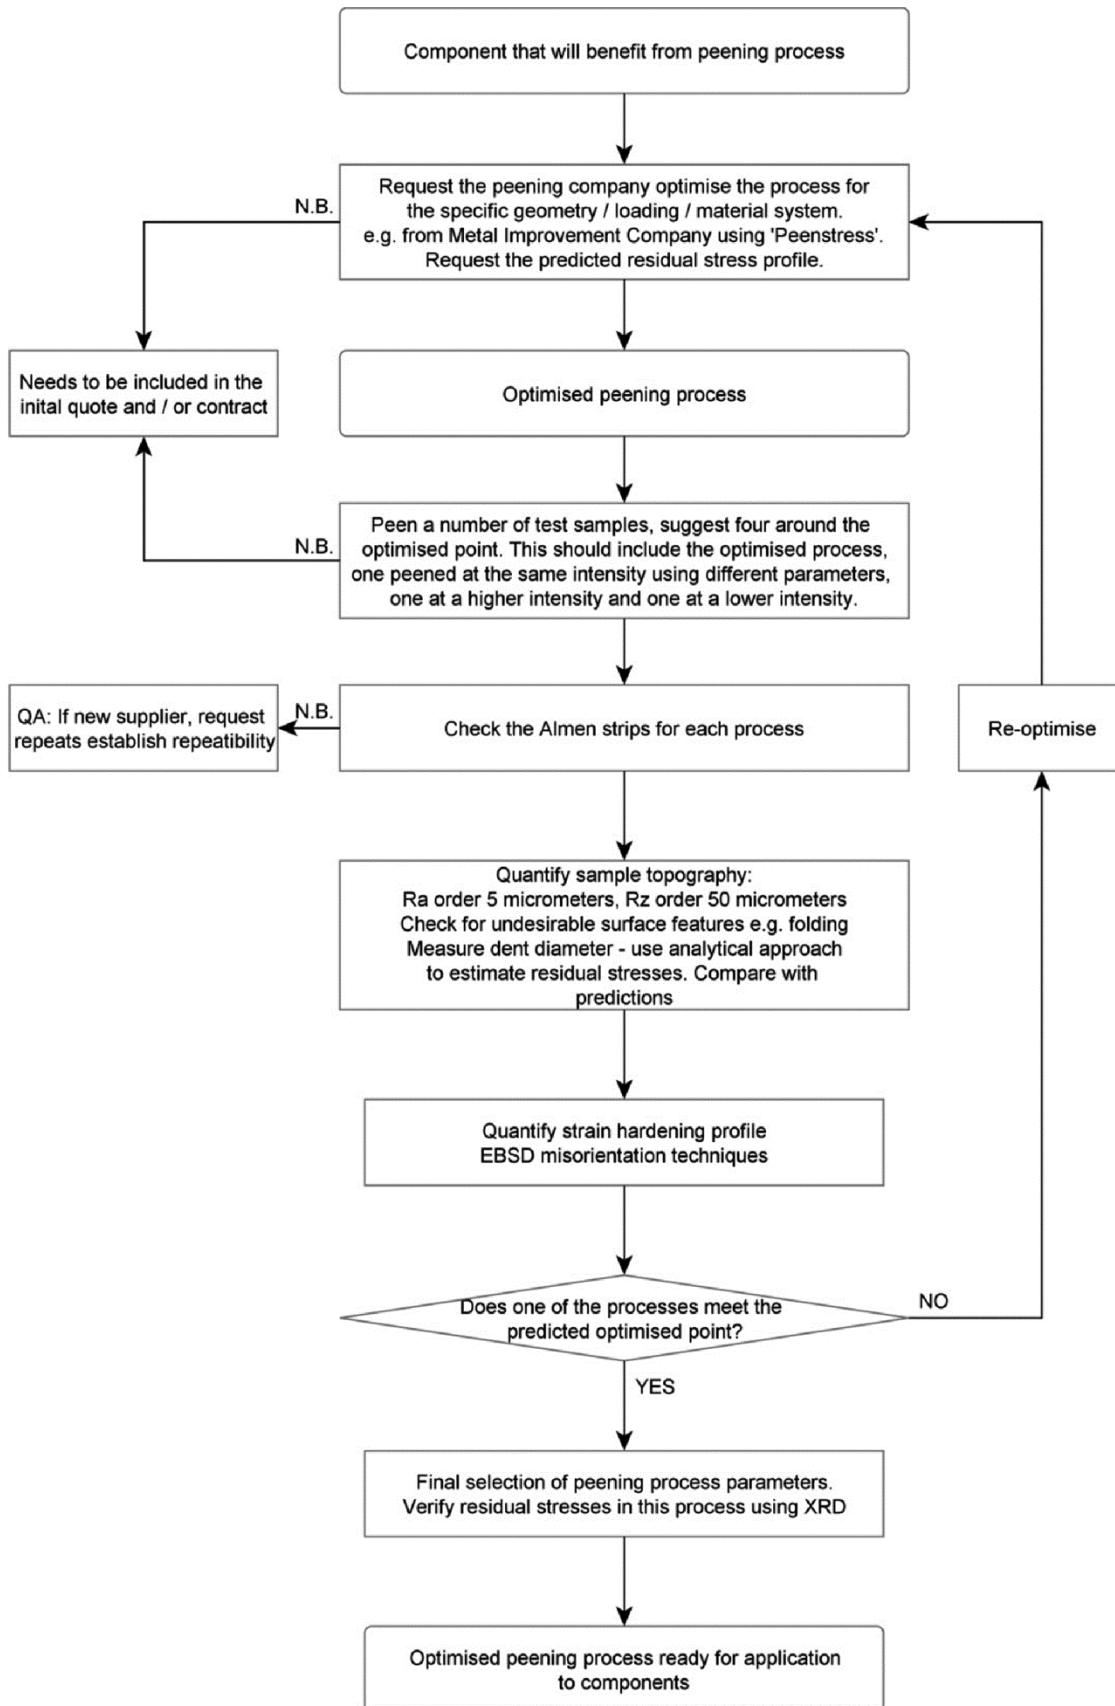 Component that will benefit from peening process
N.B.
Request the peening company optimise the process for
the specific geometry / loading / material system.
e.g. from Metal Improvement Company using 'Peenstress'.
Request the predicted residual stress profile.
Needs to be included in the
inital quote and / or contract
Optimised peening process
N.B.
Peen a number of test samples, suggest four around the
optimised point. This should include the optimised process,
one peened at the same intensity using different parameters,
one at a higher intensity and one at a lower intensity.
QA: If new supplier, request
repeats establish repeatibility
N.B.
Check the Almen strips for each process
Re-optimise
Quantify sample topography:
Ra order 5 micrometers, Rz order 50 micrometers
Check for undesirable surface features e.g. folding
Measure dent diameter - use analytical approach
to estimate residual stresses. Compare with
predictions
Quantify strain hardening profile
EBSD misorientation techniques
Does one of the processes meet the
predicted optimised point?
NO
YES
Final selection of peening process parameters.
Verify residual stresses in this process using XRD
Optimised peening process ready for application
to components